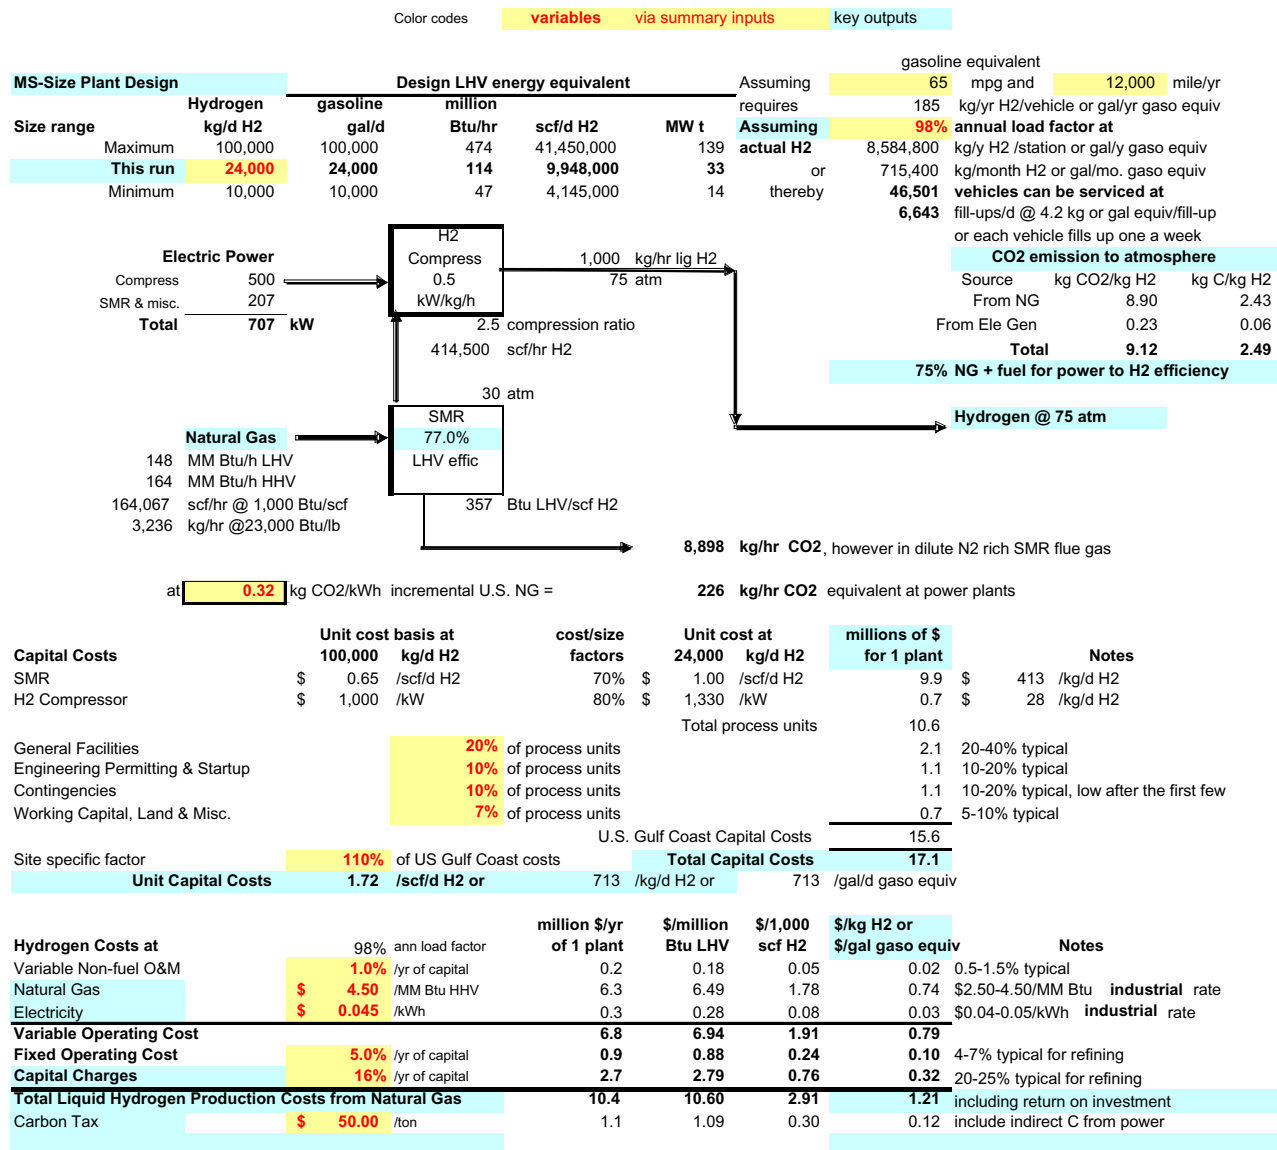 Color codes variables via summary inputs key outputs
gasoline equivalent
MS-Size Plant Design Design LHV energy equivalent Assuming 65 mpg and 12,000 mile/yr
Hydrogen gasoline million requires 185 kg/yr H2/vehicle or gal/yr gaso equiv
Size range kg/d H2 gal/d Btu/hr scf/d H2 MW t Assuming 98% annual load factor at
Maximum 100,000 100,000 474 41,450,000 139 actual H2 8,584,800 kg/y H2 /station or gal/y gaso equiv
This run 24,000 24,000 114 9,948,000 33 or 715,400 kg/month H2 or gal/mo. gaso equiv
Minimum 10,000 10,000 47 4,145,000 14 thereby 46,501 vehicles can be serviced at
6,643 fill-ups/d @ 4.2 kg or gal equiv/fill-up
H2 or each vehicle fills up one a week
Electric Power Compress 1,000 kg/hr lig H2 CO2 emission to atmosphere
Compress 500 0.5 75 atm Source kg CO2/kg H2 kg C/kg H2
SMR & misc. 207 kW/kg/h From NG 8.90 2.43
Total 707 kW 2.5 compression ratio From Ele Gen 0.23 0.06
414,500 scf/hr H2 Total 9.12 2.49
75% NG + fuel for power to H2 efficiency
30 atm
SMR Hydrogen @ 75 atm
Natural Gas 77.0%
148 MM Btu/h LHV LHV effic
164 MM Btu/h HHV
164,067 scf/hr @ 1,000 Btu/scf 357 Btu LHV/scf H2
3,236 kg/hr @23,000 Btu/lb
8,898 kg/hr CO2 , however in dilute N2 rich SMR flue gas
at 0.32 kg CO2/kWh incremental U.S. NG = 226 kg/hr CO2 equivalent at power plants
Unit cost basis at cost/size Unit cost at millions of $
Capital Costs 100,000 kg/d H2 factors 24,000 kg/d H2 for 1 plant Notes
SMR $ 0.65 /scf/d H2 70% $ 1.00 /scf/d H2 9.9 $ 413 /kg/d H2
H2 Compressor $ 1,000 /kW 80% $ 1,330 /kW 0.7 $ 28 /kg/d H2
Total process units 10.6
General Facilities 20% of process units 2.1 20-40% typical
Engineering Permitting & Startup 10% of process units 1.1 10-20% typical
Contingencies 10% of process units 1.1 10-20% typical, low after the first few
Working Capital, Land & Misc. 7% of process units 0.7 5-10% typical
U.S. Gulf Coast Capital Costs 15.6
Site specific factor 110% of US Gulf Coast costs Total Capital Costs 17.1
Unit Capital Costs 1.72 /scf/d H2 or 713 /kg/d H2 or 713 /gal/d gaso equiv
million $/yr $/million $/1,000 $/kg H2 or
Hydrogen Costs at 98% ann load factor of 1 plant Btu LHV scf H2 $/gal gaso equiv Notes
Variable Non-fuel O&M 1.0% /yr of capital 0.2 0.18 0.05 0.02 0.5-1.5% typical
Natural Gas $ 4.50 /MM Btu HHV 6.3 6.49 1.78 0.74 $2.50-4.50/MM Btu industrial rate
Electricity $ 0.045 /kWh 0.3 0.28 0.08 0.03 $0.04-0.05/kWh industrial rate
Variable Operating Cost 6.8 6.94 1.91 0.79
Fixed Operating Cost 5.0% /yr of capital 0.9 0.88 0.24 0.10 4-7% typical for refining
Capital Charges 16% /yr of capital 2.7 2.79 0.76 0.32 20-25% typical for refining
Total Liquid Hydrogen Production Costs from Natural Gas 10.4 10.60 2.91 1.21 including return on investment
Carbon Tax $ 50.00 /ton 1.1 1.09 0.30 0.12 include indirect C from power